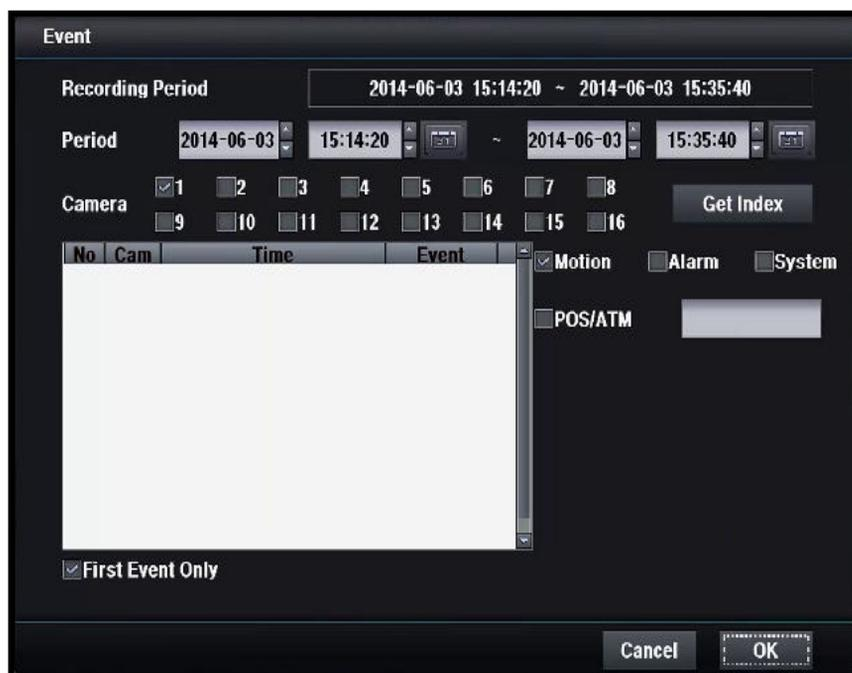 Event
Recording Period 2014-06-03 15:14:20 ~ 2014-06-03 15:35:40
Period 2014-06-03 15:14:20 ~ 2014-06-03 15:35:40
Camera 1 2 3 4 5 6 7 8
9 10 11 12 13 14 15 16
Get Index
No Cam Time Event
Motion Alarm System
POS/ATM
First Event Only
Cancel OK